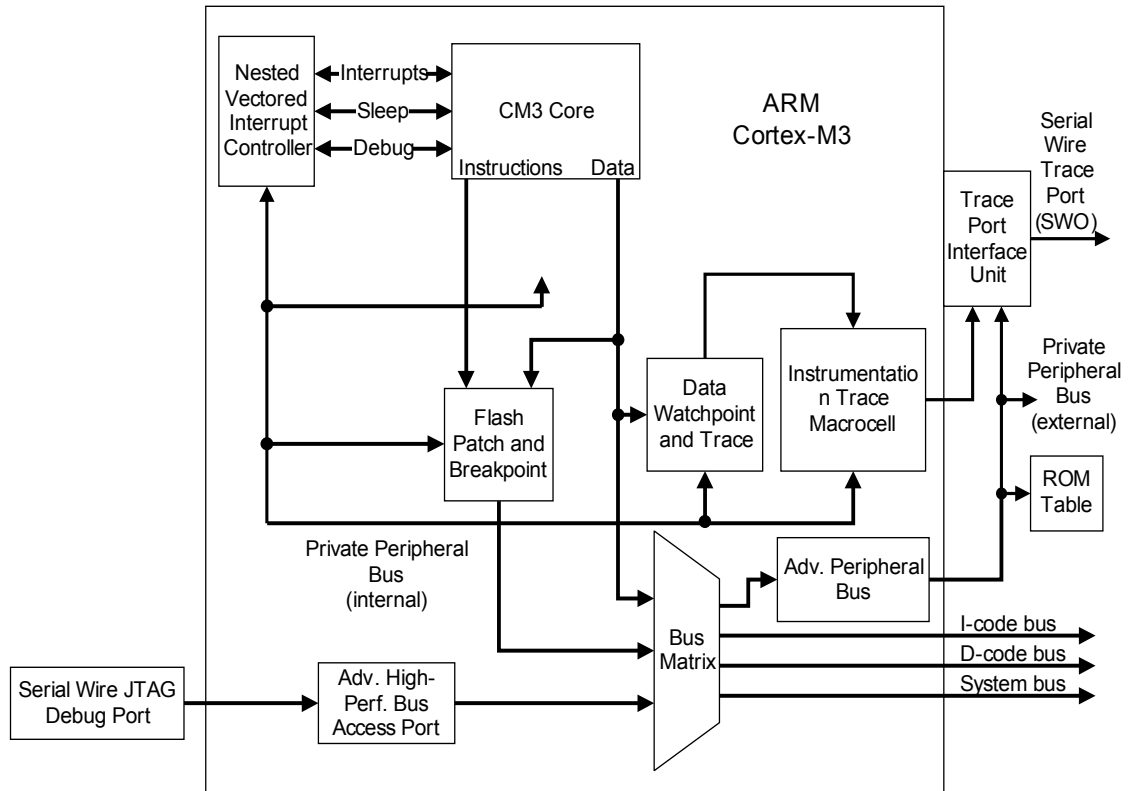 Nested
Vectored
Interrupt
Controller
Interrupts
Sleep
Debug
CM3 Core
Instructions
Data
ARM
Cortex-M3
Serial
Wire
Trace
Port
(SWO)
Trace
Port
Interface
Unit
Flash
Patch and
Breakpoint
Data
Watchpoint
and Trace
Instrumentatio
n Trace
Macrocell
Private
Peripheral
Bus
(external)
ROM
Table
Private Peripheral
Bus
(internal)
Adv. Peripheral
Bus
Bus
Matrix
I-code bus
D-code bus
System bus
Serial Wire JTAG
Debug Port
Adv. High-
Perf. Bus
Access Port